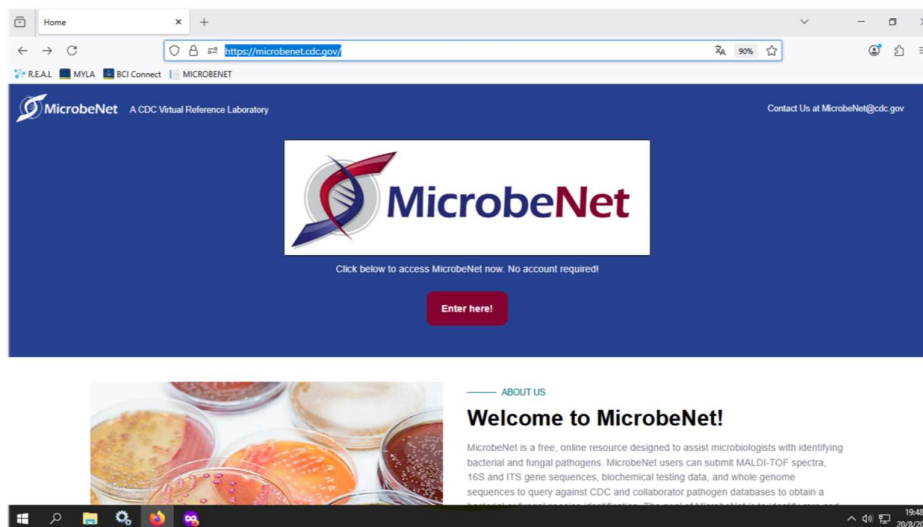 Home
https://microbenet.cdc.gov/
90%
R.E.A.L MYLA BCI Connect MICROBENET
MicrobeNet A CDC Virtual Reference Laboratory Contact Us at MicrobeNet@cdc.gov
MicrobeNet
Click below to access MicrobeNet now. No account required!
Enter here!
ABOUT US
Welcome to MicrobeNet!
MicrobeNet is a free, online resource designed to assist microbiologists with identifying
bacterial and fungal pathogens. MicrobeNet users can submit MALDI-TOF spectra,
16S and ITS gene sequences, biochemical testing data, and whole genome
sequences to query against CDC and collaborator pathogen databases to obtain a
19:48